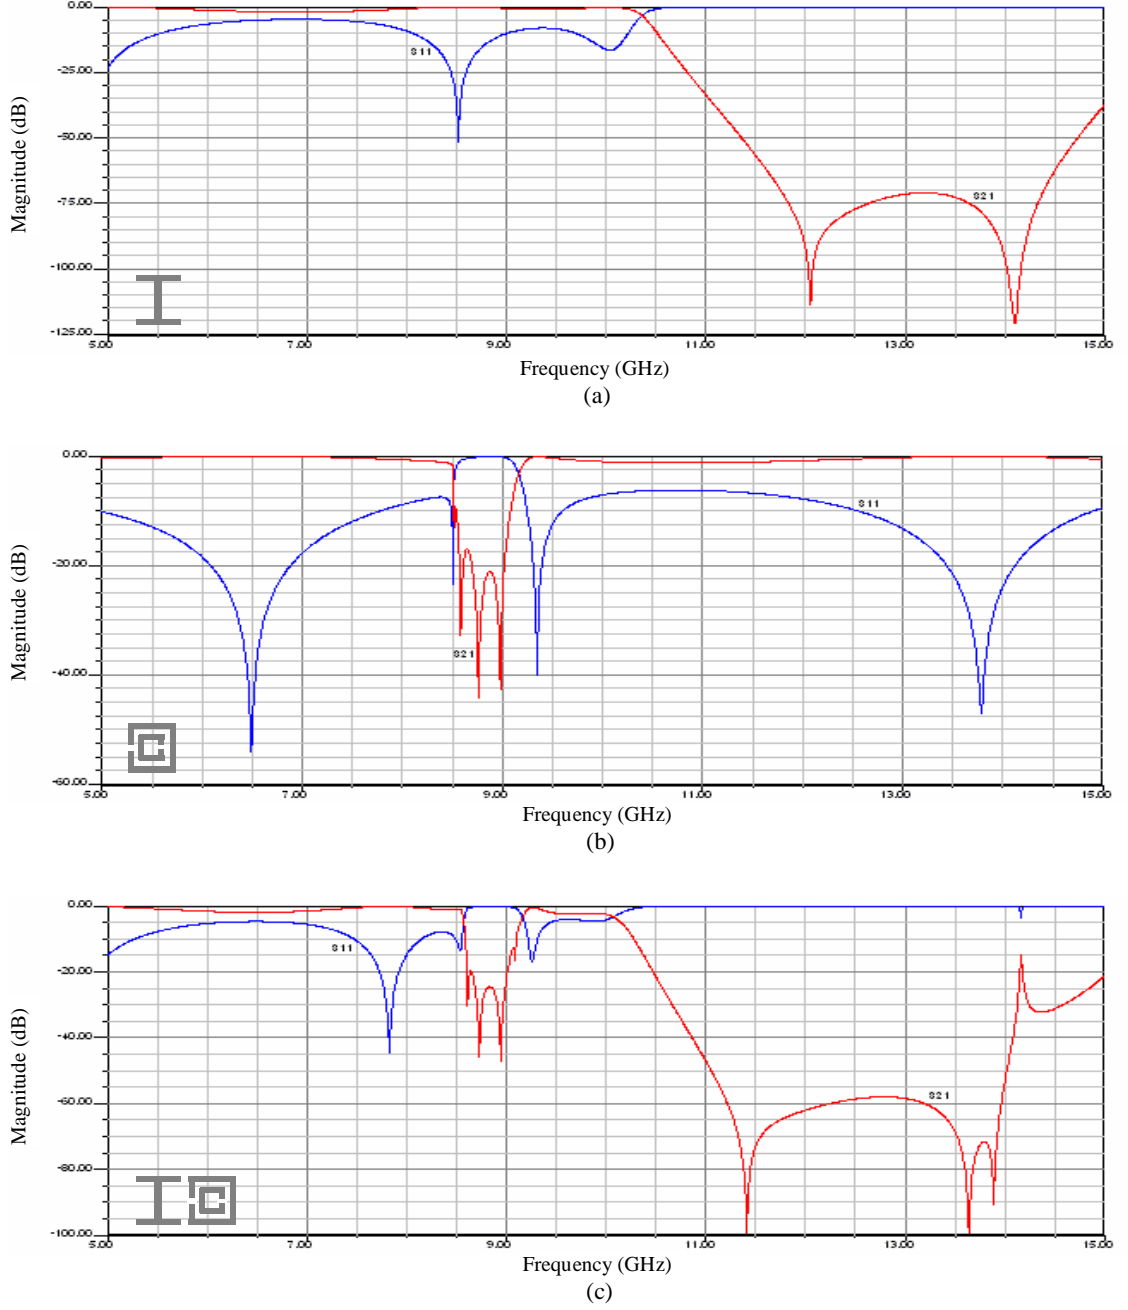 0.00
-25.00
-50.00
-75.00
-100.00
-125.00
Magnitude (dB)
S11
S21
5.00 7.00 9.00 11.00 13.00 15.00
Frequency (GHz)
(a)
0.00
-20.00
-40.00
-60.00
Magnitude (dB)
S11
S21
5.00 7.00 9.00 11.00 13.00 15.00
Frequency (GHz)
(b)
0.00
-20.00
-40.00
-60.00
-80.00
-100.00
Magnitude (dB)
S11
S21
5.00 7.00 9.00 11.00 13.00 15.00
Frequency (GHz)
(c)